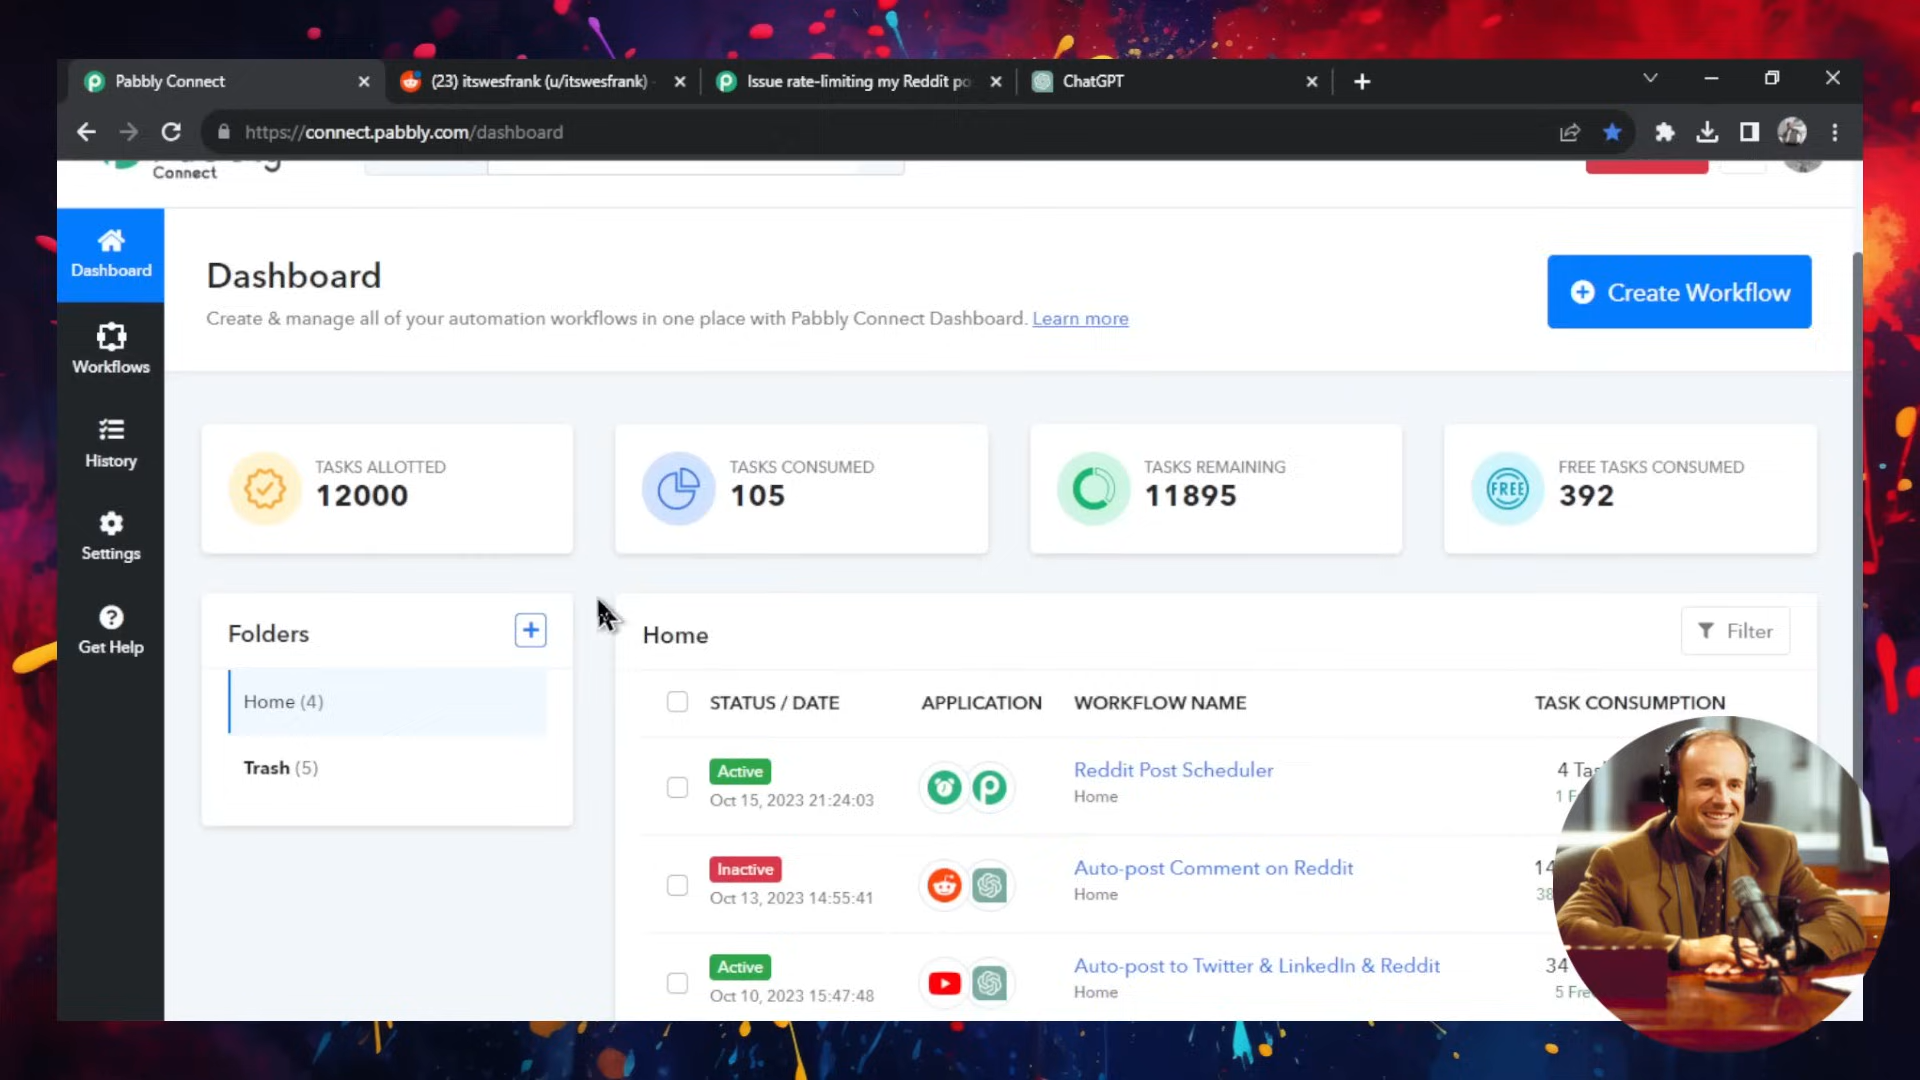 Pabbly Connect
(23) itswesfrank (u/itswesfrank)
Issue rate-limiting my Reddit po
ChatGPT
https://connect.pabbly.com/dashboard
Connect
Dashboard
Workflows
History
Settings
Get Help
Dashboard
Create & manage all of your automation workflows in one place with Pabbly Connect Dashboard. Learn more
Create Workflow
TASKS ALLOTTED
12000
TASKS CONSUMED
105
TASKS REMAINING
11895
FREE
FREE TASKS CONSUMED
392
Folders
Home (4)
Trash (5)
Home
Filter
STATUS / DATE
APPLICATION
WORKFLOW NAME
TASK CONSUMPTION
Active
Oct 15, 2023 21:24:03
Reddit Post Scheduler
Home
4
Inactive
Oct 13, 2023 14:55:41
Auto-post Comment on Reddit
Home
Active
Oct 10, 2023 15:47:48
Auto-post to Twitter & LinkedIn & Reddit
Home
34